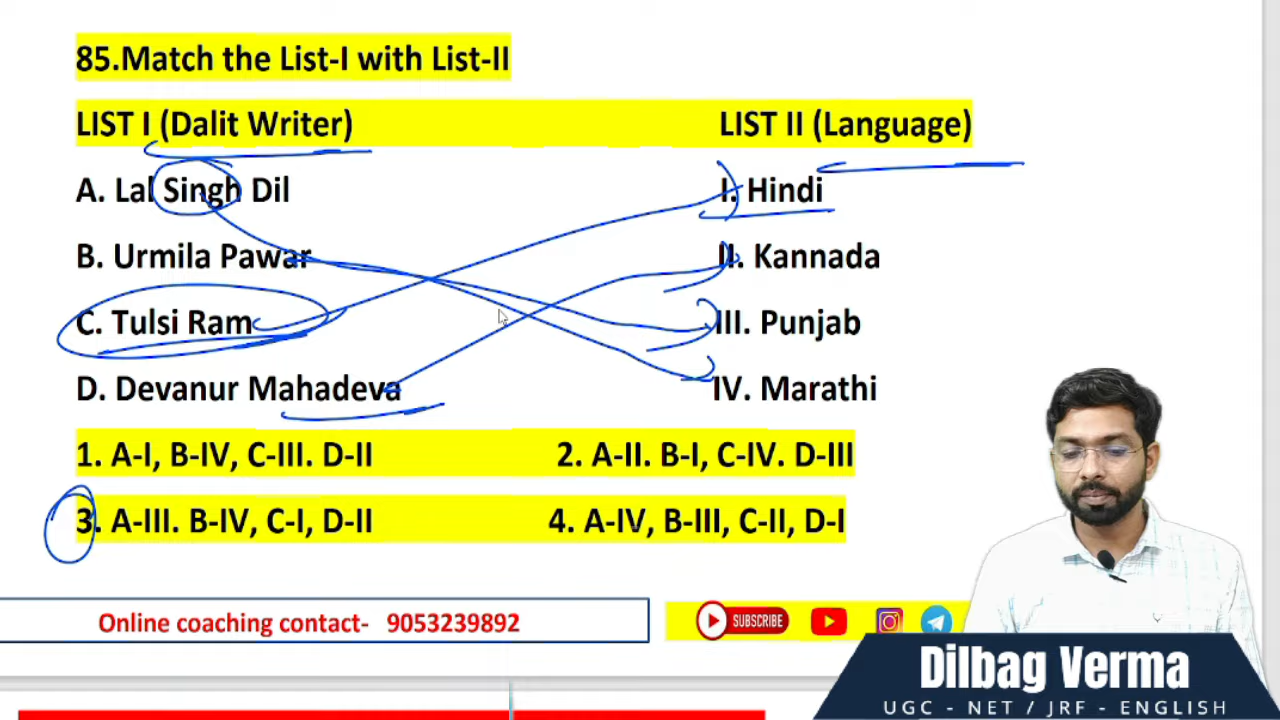 85.Match the List-I with List-II
LIST I (Dalit Writer) LIST II (Language)
A. Lal Singh Dil I. Hindi
B. Urmila Pawar II. Kannada
C. Tulsi Ram III. Punjab
D. Devanur Mahadeva IV. Marathi
1. A-I, B-IV, C-III. D-II 2. A-II. B-I, C-IV. D-III
3. A-III. B-IV, C-I, D-II 4. A-IV, B-III, C-II, D-I
Online coaching contact- 9053239892 SUBSCRIBE
Dilbag Verma
UGC - NET / JRF - ENGLISH